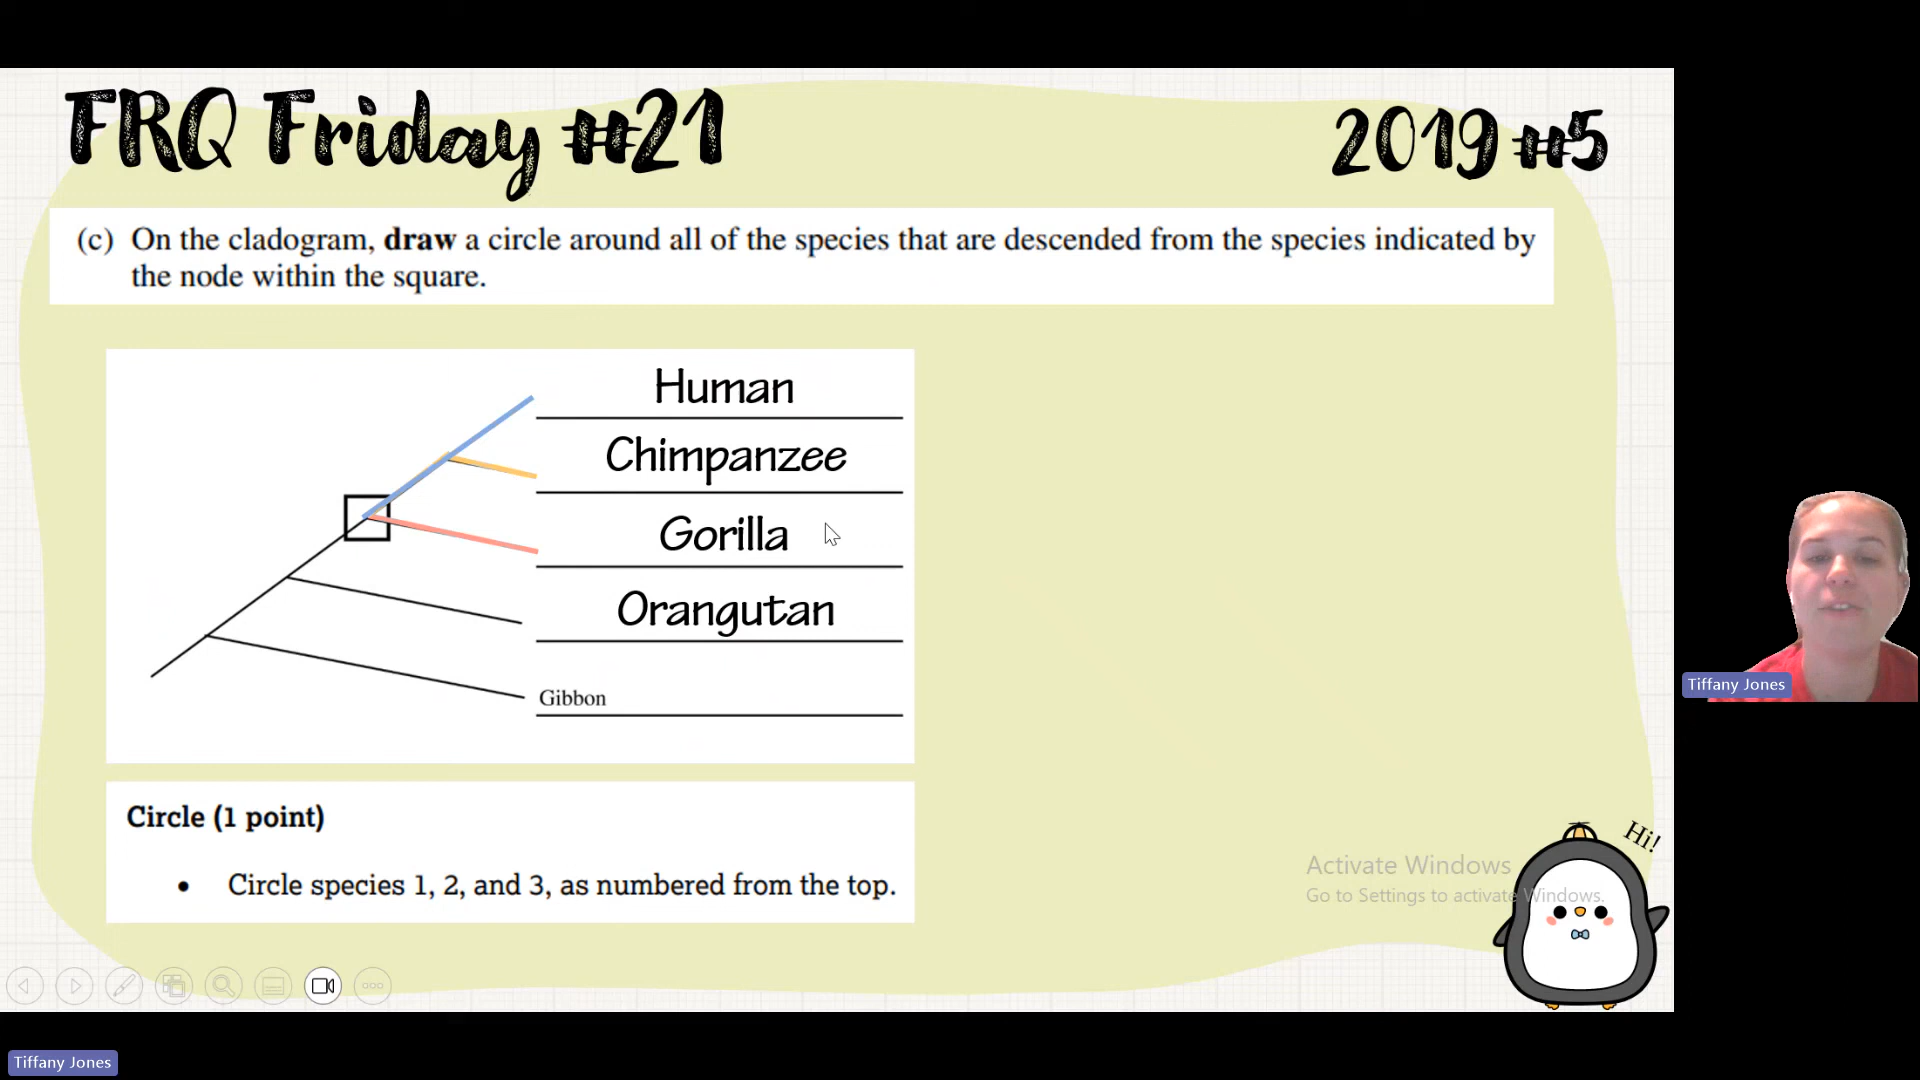 FRQ Friday #21
2019 #5
(c) On the cladogram, draw a circle around all of the species that are descended from the species indicated by
the node within the square.
Human
Chimpanzee
Gorilla
Orangutan
Gibbon
Circle (1 point)
• Circle species 1, 2, and 3, as numbered from the top.
Hi!
Activate Windows
Go to Settings to activate Windows.
Tiffany Jones
Tiffany Jones